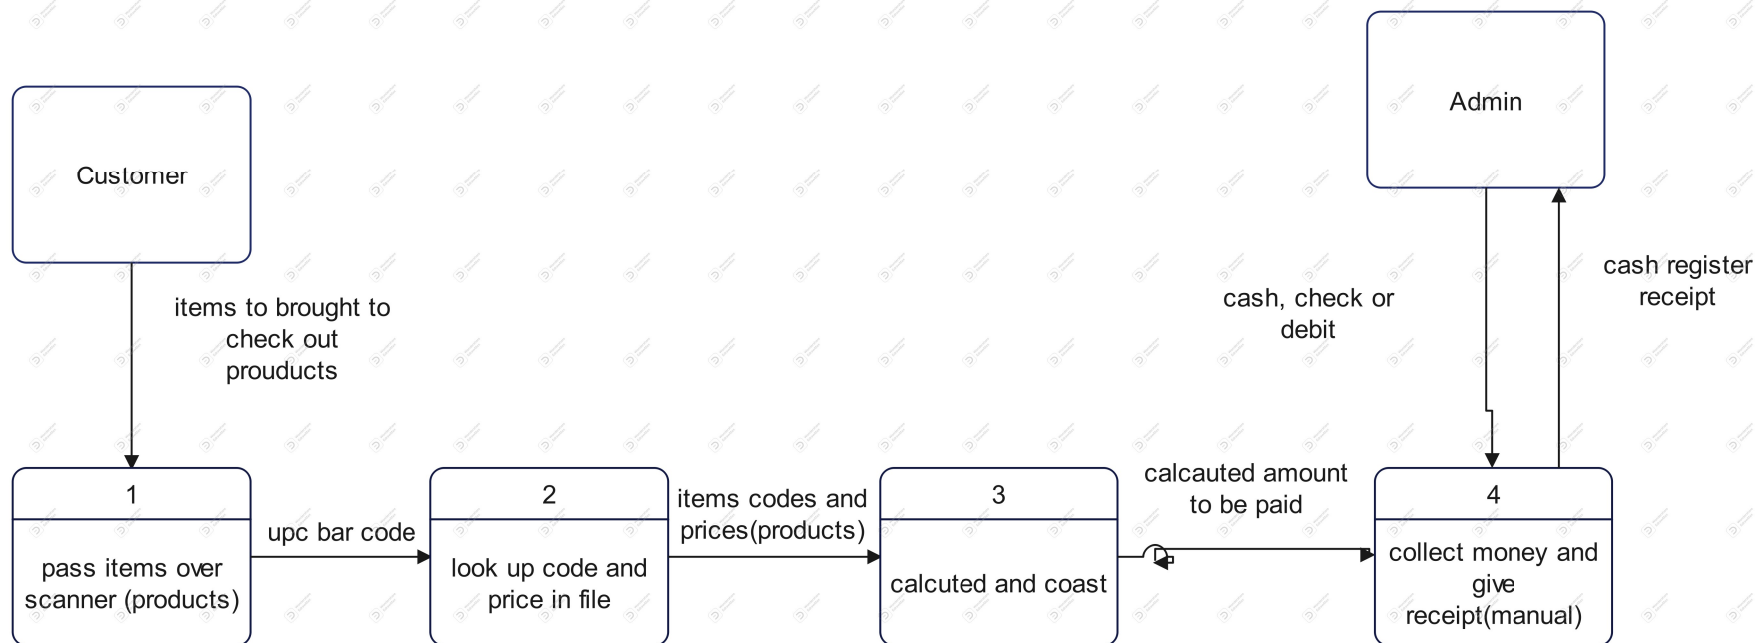 Customer
Admin
items to brought to
check out
prouducts
cash, check or
debit
cash register
receipt
1
pass items over
scanner (products)
upc bar code
2
look up code and
price in file
items codes and
prices(products)
3
calcuted and coast
calcauted amount
to be paid
4
collect money and
give
receipt(manual)